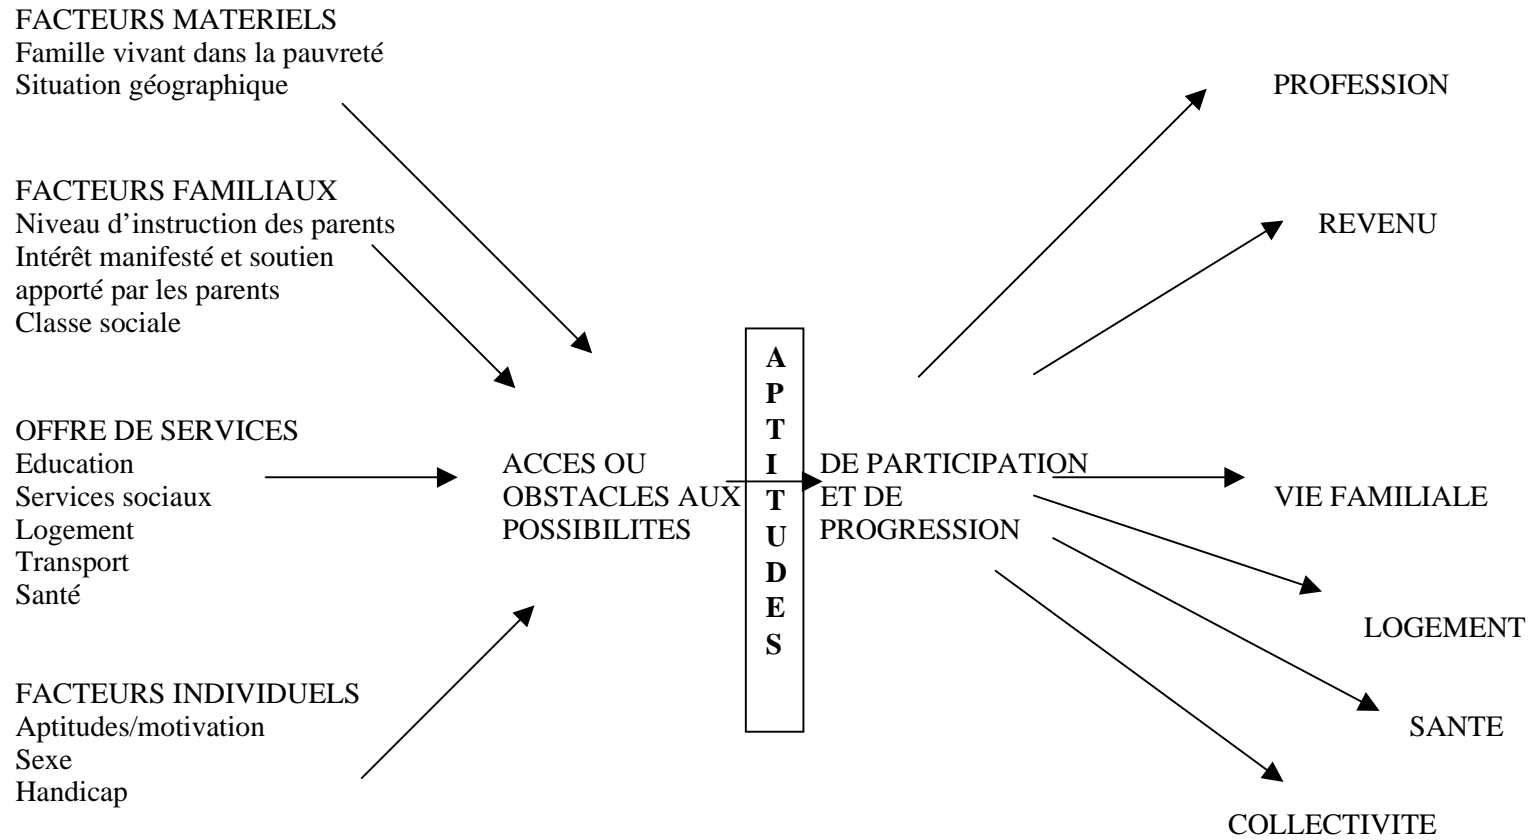 FACTEURS MATERIELS
Famille vivant dans la pauvreté
Situation géographique
FACTEURS FAMILIAUX
Niveau d’instruction des parents
Intérêt manifesté et soutien
apporté par les parents
Classe sociale
OFFRE DE SERVICES
Education
Services sociaux
Logement
Transport
Santé
FACTEURS INDIVIDUELS
Aptitudes/motivation
Sexe
Handicap
ACCES OU
OBSTACLES AUX
POSSIBILITES
A
P
T
I
T
U
D
E
S
DE PARTICIPATION
ET DE
PROGRESSION
PROFESSION
REVENU
VIE FAMILIALE
LOGEMENT
SANTE
COLLECTIVITE